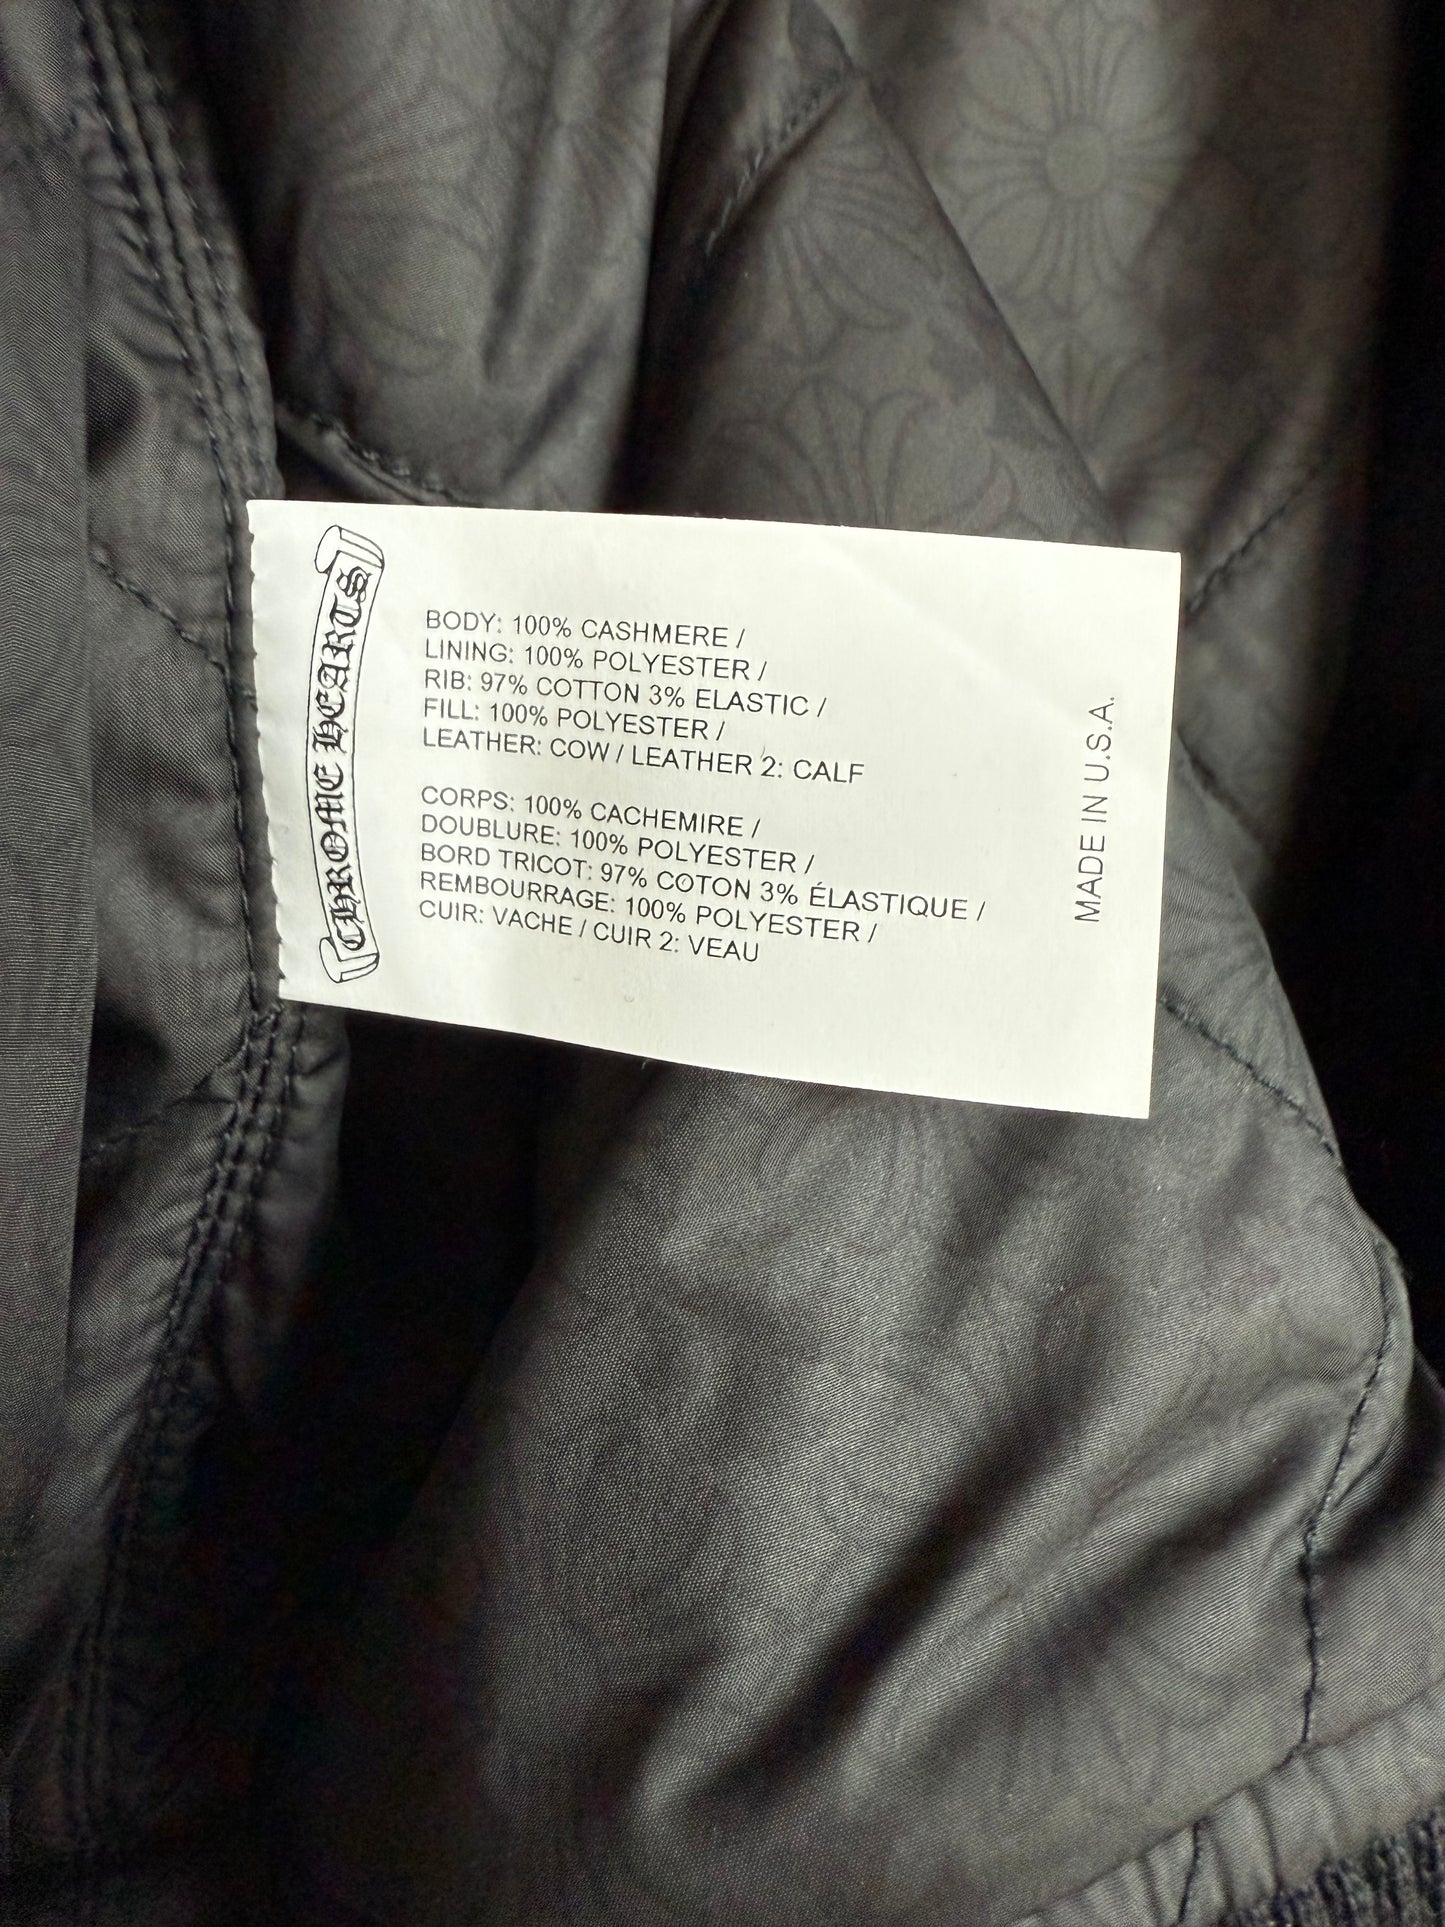 CHROME HEARTS
BODY: 100% CASHMERE /
LINING: 100% POLYESTER /
RIB: 97% COTTON 3% ELASTIC /
FILL: 100% POLYESTER /
LEATHER: COW / LEATHER 2: CALF
CORPS: 100% CACHEMIRE /
DOUBLURE: 100% POLYESTER /
BORD TRICOT: 97% COTON 3% ÉLASTIQUE /
REMBOURRAGE: 100% POLYESTER /
CUIR: VACHE / CUIR 2: VEAU
MADE IN U.S.A.